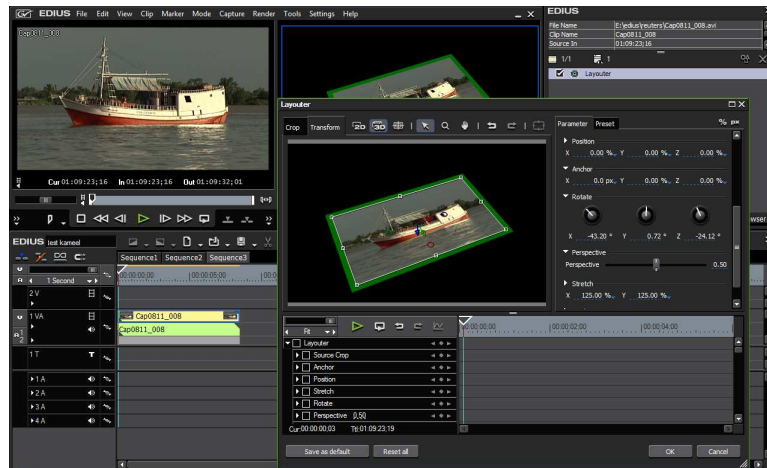 EDIUS File Edit View Clip Marker Mode Capture Render Tools Settings Help
Cap0811_008
Cur 01:09:23;16 In 01:09:23;16 Out 01:09:32;01
EDIUS
File Name E:\edius\reuters\Cap0811_008.avi
Clip Name Cap0811_008
Source In 01:09:23;16
1/1 1
Layouter
EDIUS test kameel
Sequence1 Sequence2 Sequence3
1 Second
00:00:00;00 00:00:05;00
2 V
1 VA
Cap0811_008
Cap0811_008
1 T
1 A
2 A
3 A
4 A
Layouter
Crop Transform 2D 3D
Parameter Preset % px
Position
X 0.00 % Y 0.00 % Z 0.00 %
Anchor
X 0.0 px Y 0.00 % Z 0.00 %
Rotate
X -43.20 ° Y 0.72 ° Z -24.12 °
Perspective
Perspective 0.50
Stretch
X 125.00 % Y 125.00 %
Fit
00:00:00;00 00:00:02;00 00:00:04;00
Layouter
Source Crop
Anchor
Position
Stretch
Rotate
Perspective 0.50
Cur:00:00:00;03 Ttl:01:09:23;19
Save as default Reset all OK Cancel